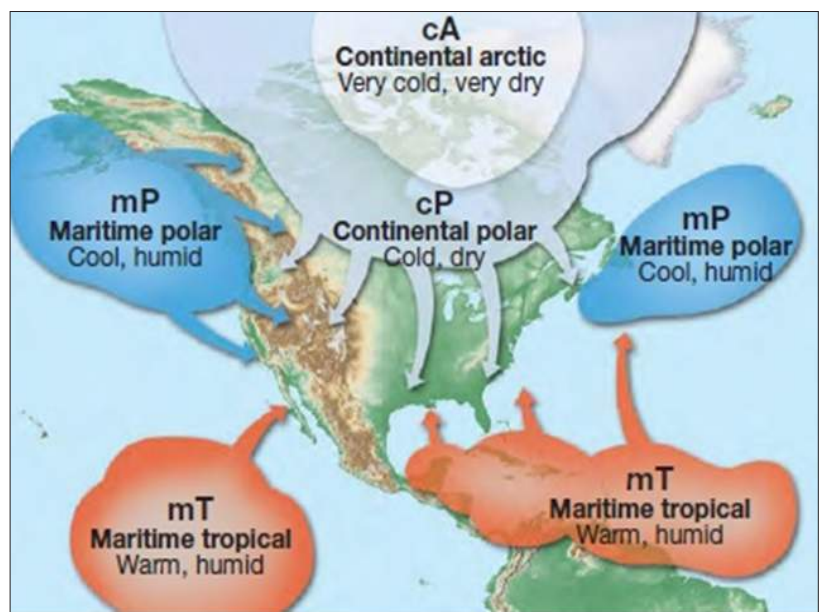 cA
Continental arctic
Very cold, very dry
mP
Maritime polar
Cool, humid
cP
Continental polar
Cold, dry
mP
Maritime polar
Cool, humid
mT
Maritime tropical
Warm, humid
mT
Maritime tropical
Warm, humid